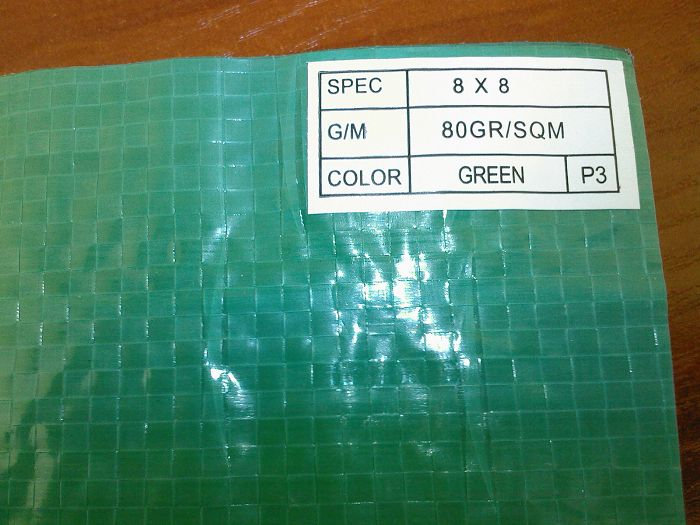 SPEC 8 X 8
G/M 80GR/SQM
COLOR GREEN P3